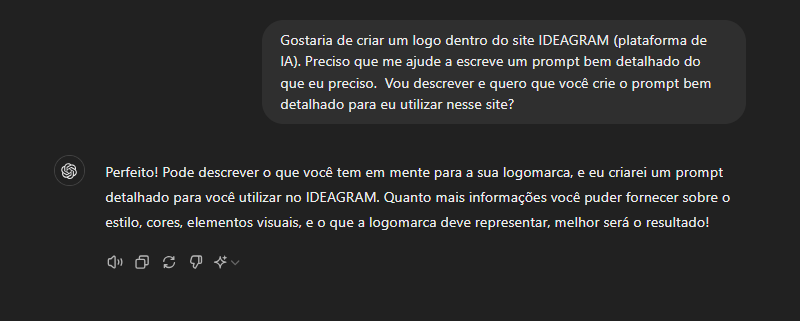 Gostaria de criar um logo dentro do site IDEAGRAM (plataforma de
IA). Preciso que me ajude a escreve um prompt bem detalhado do
que eu preciso.  Vou descrever e quero que você crie o prompt bem
detalhado para eu utilizar nesse site?
Perfeito! Pode descrever o que você tem em mente para a sua logomarca, e eu criarei um prompt
detalhado para você utilizar no IDEAGRAM. Quanto mais informações você puder fornecer sobre o
estilo, cores, elementos visuais, e o que a logomarca deve representar, melhor será o resultado!